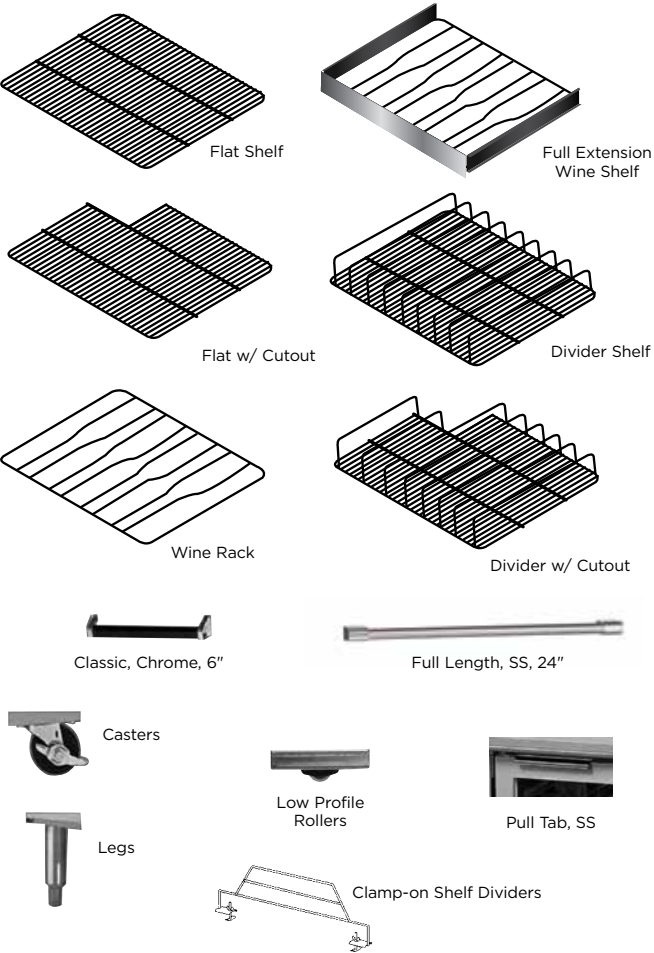 Flat Shelf
Full Extension
Wine Shelf
Flat w/ Cutout
Divider Shelf
Wine Rack
Divider w/ Cutout
Classic, Chrome, 6"
Full Length, SS, 24"
Casters
Low Profile
Rollers
Pull Tab, SS
Legs
Clamp-on Shelf Dividers